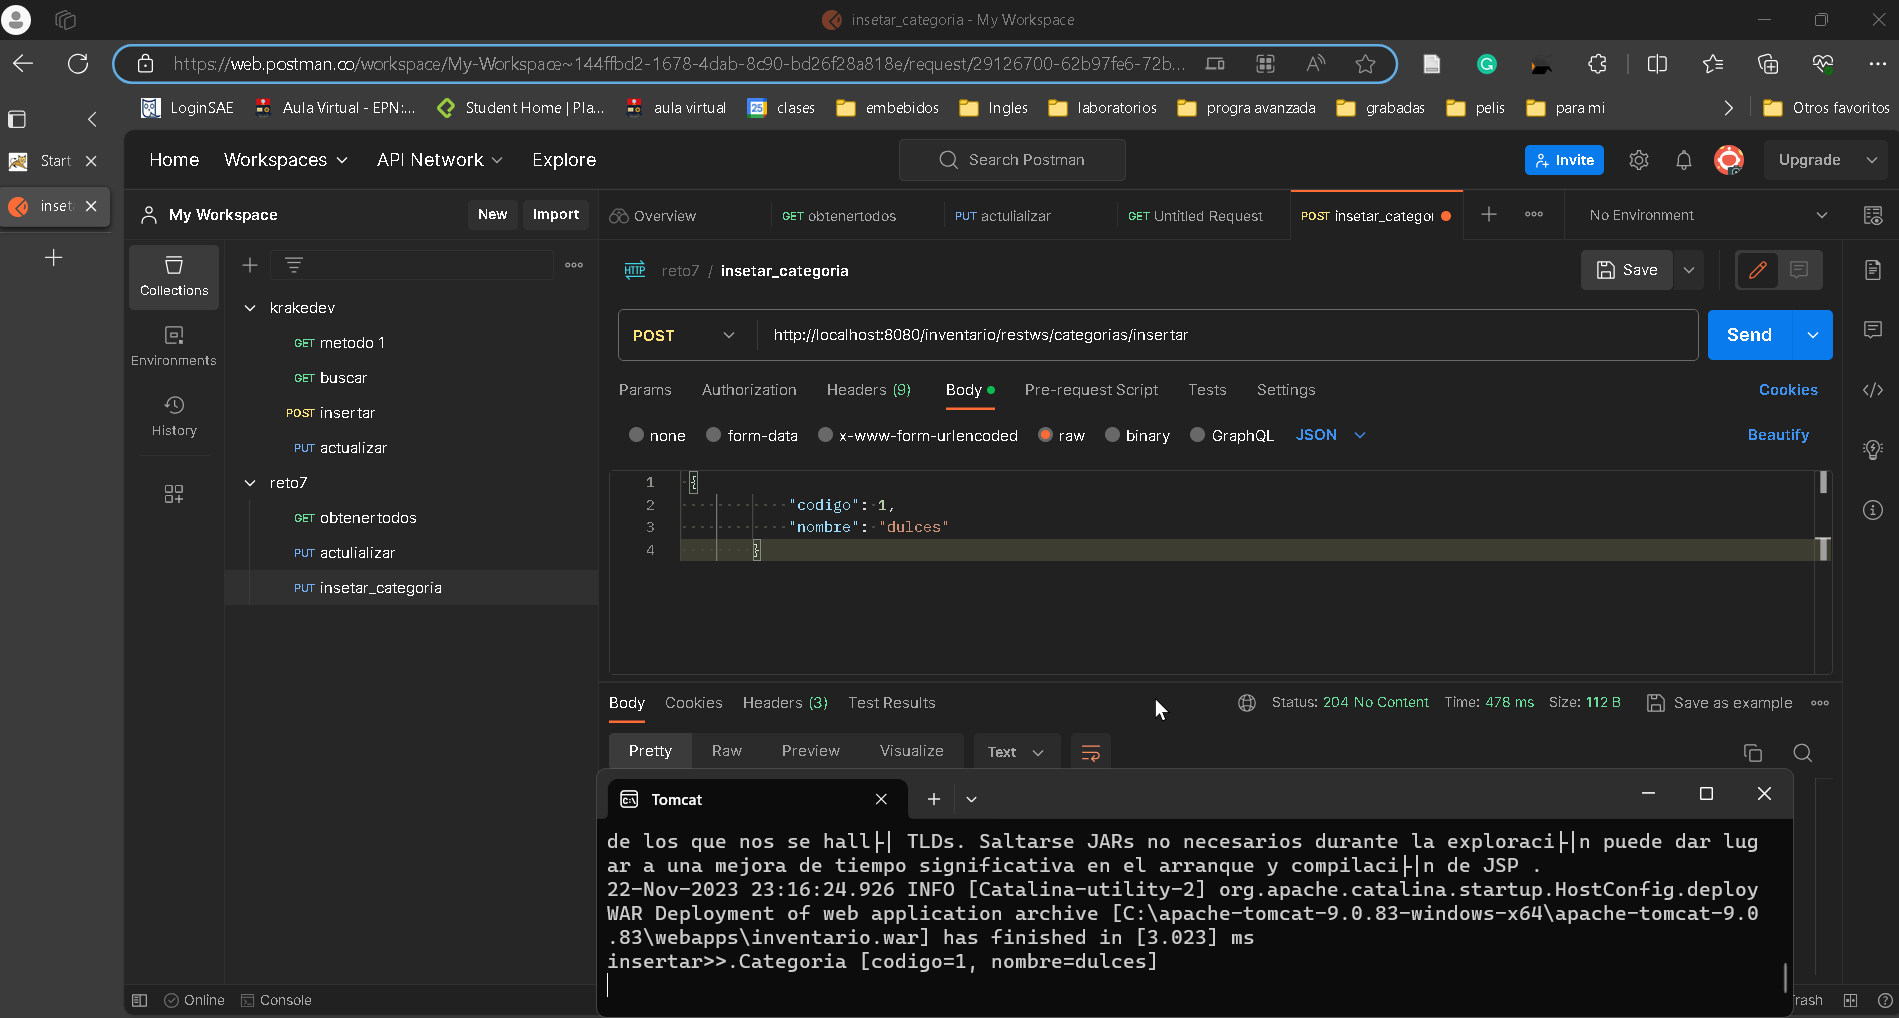 insetar_categoria - My Workspace
https://web.postman.co/workspace/My-Workspace~144ffbd2-1678-4dab-8c90-bd26f28a818e/request/29126700-62b97fe6-72b...
LoginSAE
Aula Virtual - EPN:...
Student Home | Pla...
aula virtual
clases
embebidos
Ingles
laboratorios
progra avanzada
grabadas
pelis
para mi
Otros favoritos
Start
inset
Home
Workspaces
API Network
Explore
Search Postman
Invite
Upgrade
My Workspace
New
Import
Overview
GET obtenertodos
PUT actulializar
GET Untitled Request
POST insetar_categor
No Environment
Collections
Environments
History
krakedev
GET metodo 1
GET buscar
POST insertar
PUT actualizar
reto7
GET obtenertodos
PUT actulializar
PUT insetar_categoria
HTTP
reto7 / insetar_categoria
Save
POST
http://localhost:8080/inventario/restws/categorias/insertar
Send
Params
Authorization
Headers (9)
Body
Pre-request Script
Tests
Settings
Cookies
none
form-data
x-www-form-urlencoded
raw
binary
GraphQL
JSON
Beautify
1 {
2 "codigo": 1,
3 "nombre": "dulces"
4 }
Body
Cookies
Headers (3)
Test Results
Status: 204 No Content
Time: 478 ms
Size: 112 B
Save as example
Pretty
Raw
Preview
Visualize
Text
Tomcat
de los que nos se hall├│ TLDs. Saltarse JARs no necesarios durante la exploraci├│n puede dar lug
ar a una mejora de tiempo significativa en el arranque y compilaci├│n de JSP .
22-Nov-2023 23:16:24.926 INFO [Catalina-utility-2] org.apache.catalina.startup.HostConfig.deploy
WAR Deployment of web application archive [C:\apache-tomcat-9.0.83-windows-x64\apache-tomcat-9.0
.83\webapps\inventario.war] has finished in [3.023] ms
insertar>>.Categoria [codigo=1, nombre=dulces]
Online
Console
rash